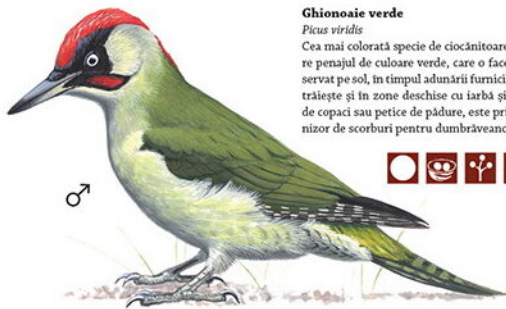 Ghionoaie verde
Picus viridis
Cea mai colorată specie de ciocănitoare
re penajul de culoare verde, care o face
servat pe sol, în timpul adunării furnici
trăiește și în zone deschise cu iarbă și
de copaci sau petice de pădure, este pri
nizor de scorburi pentru dumbrăveanc
♂